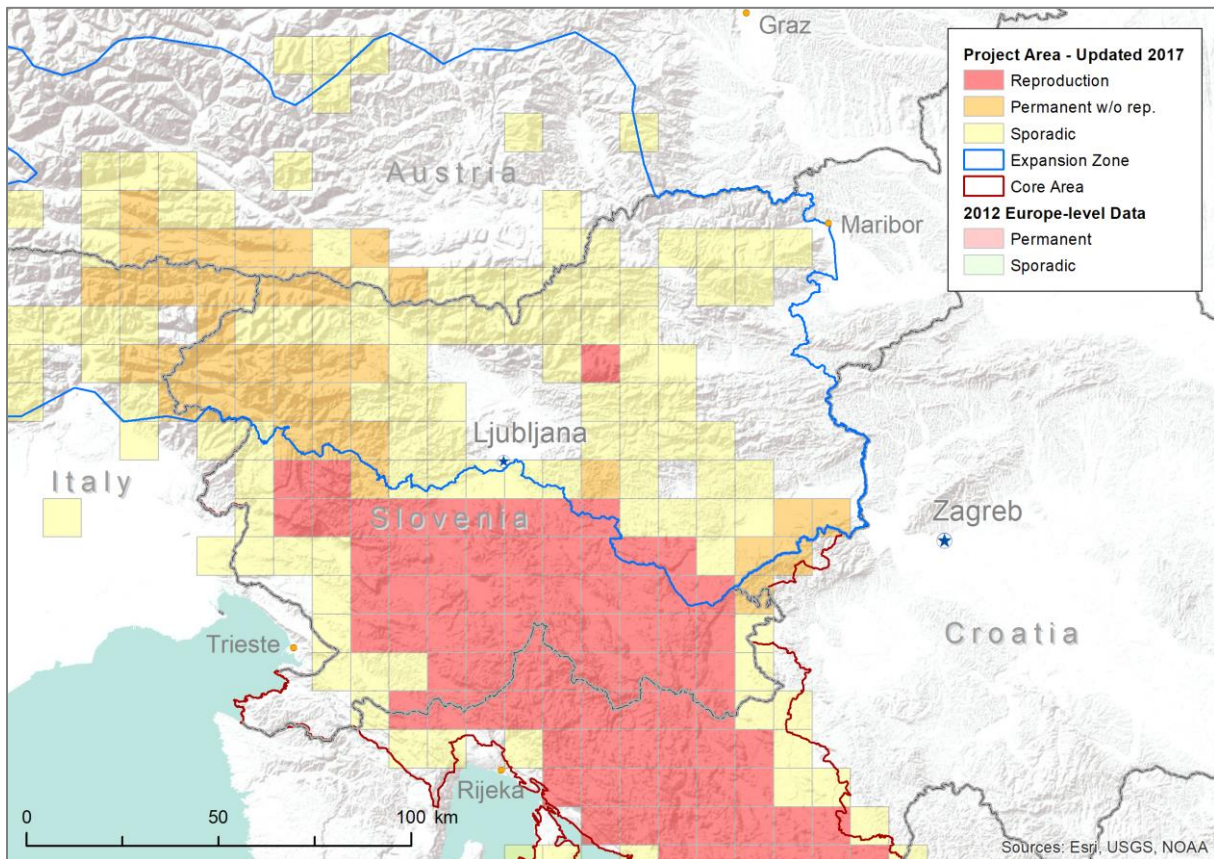 Graz
Project Area - Updated 2017
Reproduction
Permanent w/o rep.
Sporadic
Expansion Zone
Core Area
2012 Europe-level Data
Permanent
Sporadic
Austria
Maribor
Ljubljana
Italy
Slovenia
Zagreb
Croatia
Trieste
Rijeka
0 50 100 km
Sources: Esri, USGS, NOAA